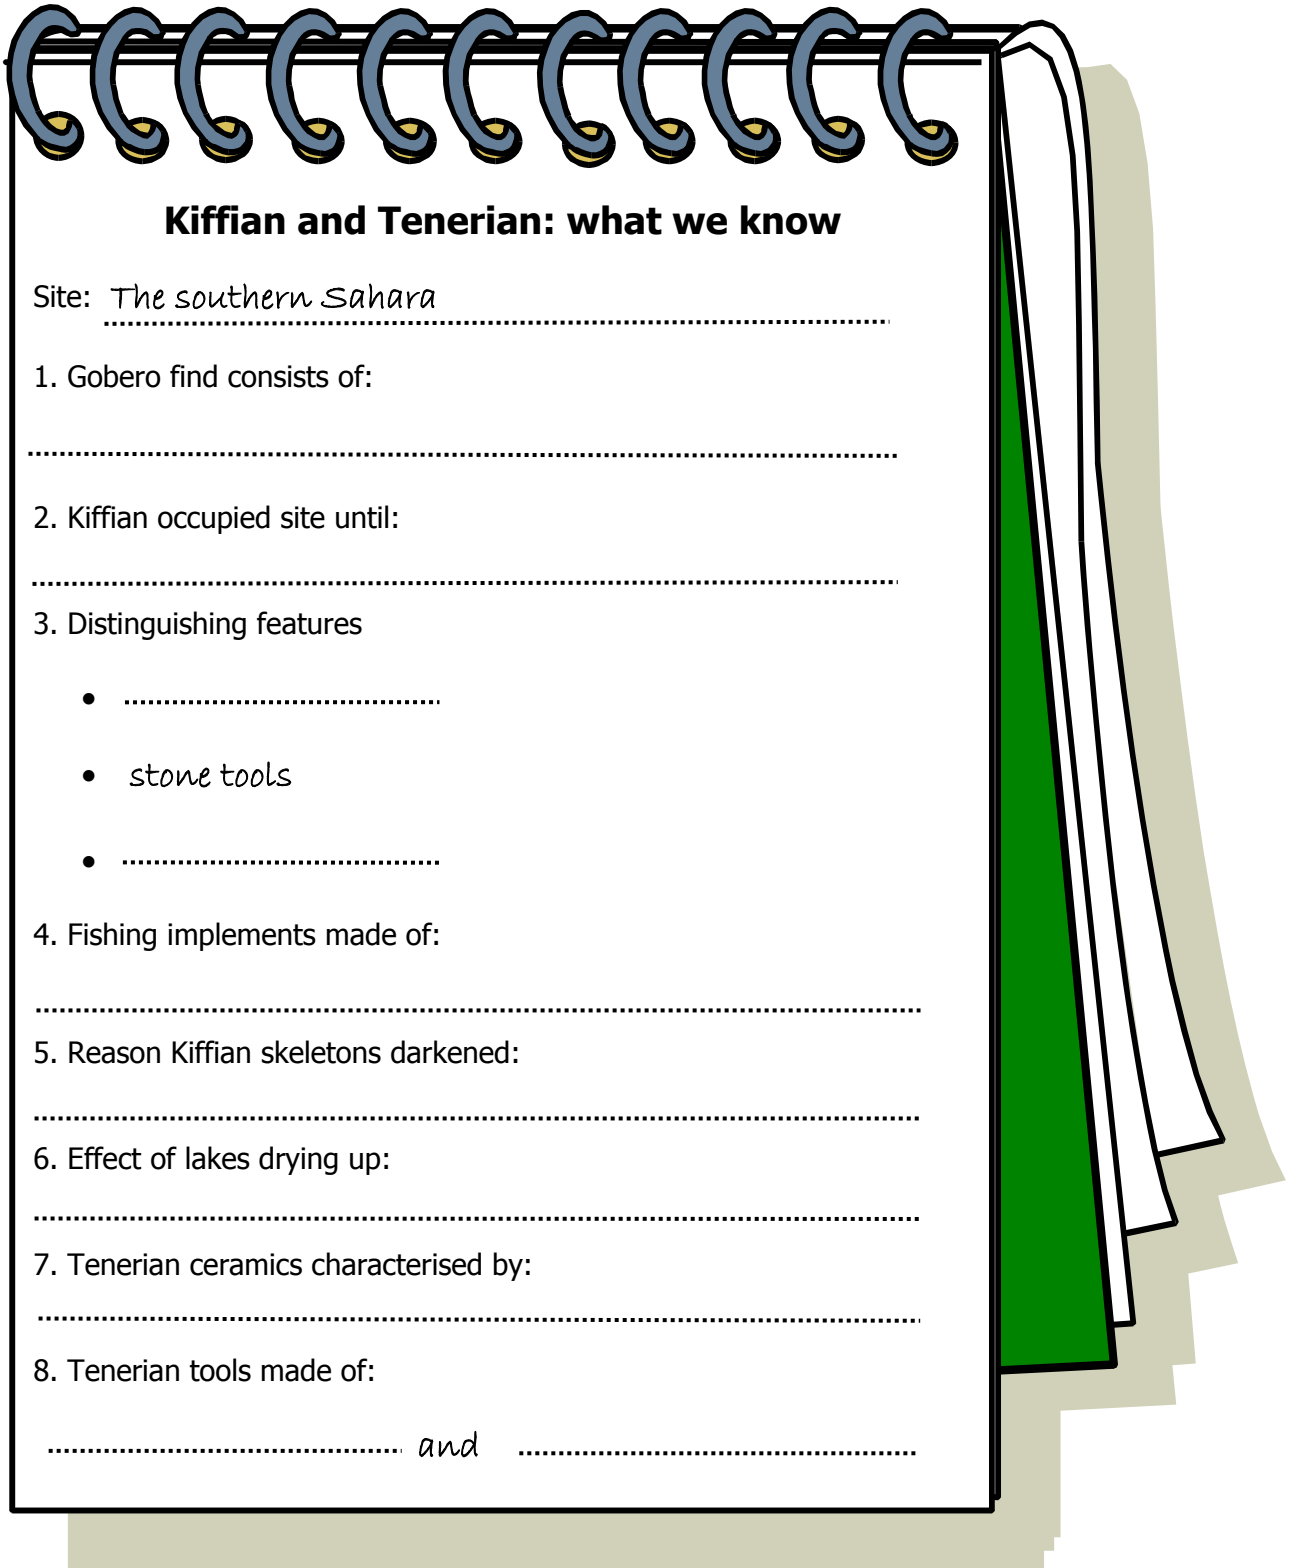 Kiffian and Tenerian: what we know
Site: The southern Sahara
1. Gobero find consists of:
2. Kiffian occupied site until:
3. Distinguishing features
• 
• stone tools
• 
4. Fishing implements made of:
5. Reason Kiffian skeletons darkened:
6. Effect of lakes drying up:
7. Tenerian ceramics characterised by:
8. Tenerian tools made of:
and